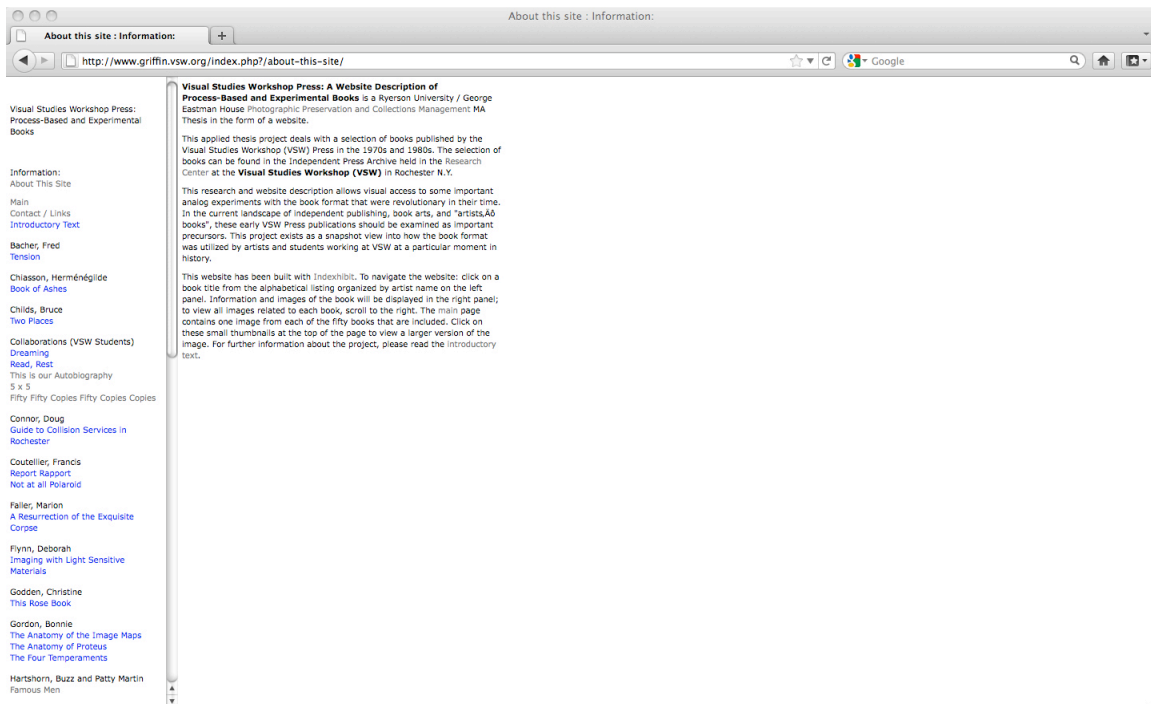 About this site : Information:
About this site : Information:
+
http://www.griffin.vsw.org/index.php?/about-this-site/
Google
Visual Studies Workshop Press:
Process-Based and Experimental
Books
Information:
About This Site
Main
Contact / Links
Introductory Text
Bacher, Fred
Tension
Chiasson, Herménégilde
Book of Ashes
Childs, Bruce
Two Places
Collaborations (VSW Students)
Dreaming
Read, Rest
This is our Autobiography
5 x 5
Fifty Fifty Copies Fifty Copies Copies
Connor, Doug
Guide to Collision Services in
Rochester
Coutellier, Francis
Report Rapport
Not at all Polaroid
Faller, Marion
A Resurrection of the Exquisite
Corpse
Flynn, Deborah
Imaging with Light Sensitive
Materials
Godden, Christine
This Rose Book
Gordon, Bonnie
The Anatomy of the Image Maps
The Anatomy of Proteus
The Four Temperaments
Hartshorn, Buzz and Patty Martin
Famous Men
Visual Studies Workshop Press: A Website Description of
Process-Based and Experimental Books is a Ryerson University / George
Eastman House Photographic Preservation and Collections Management MA
Thesis in the form of a website.
This applied thesis project deals with a selection of books published by the
Visual Studies Workshop (VSW) Press in the 1970s and 1980s. The selection of
books can be found in the Independent Press Archive held in the Research
Center at the Visual Studies Workshop (VSW) in Rochester N.Y.
This research and website description allows visual access to some important
analog experiments with the book format that were revolutionary in their time.
In the current landscape of independent publishing, book arts, and "artists‚Äô
books", these early VSW Press publications should be examined as important
precursors. This project exists as a snapshot view into how the book format
was utilized by artists and students working at VSW at a particular moment in
history.
This website has been built with Indexhibit. To navigate the website: click on a
book title from the alphabetical listing organized by artist name on the left
panel. Information and images of the book will be displayed in the right panel;
to view all images related to each book, scroll to the right. The main page
contains one image from each of the fifty books that are included. Click on
these small thumbnails at the top of the page to view a larger version of the
image. For further information about the project, please read the introductory
text.